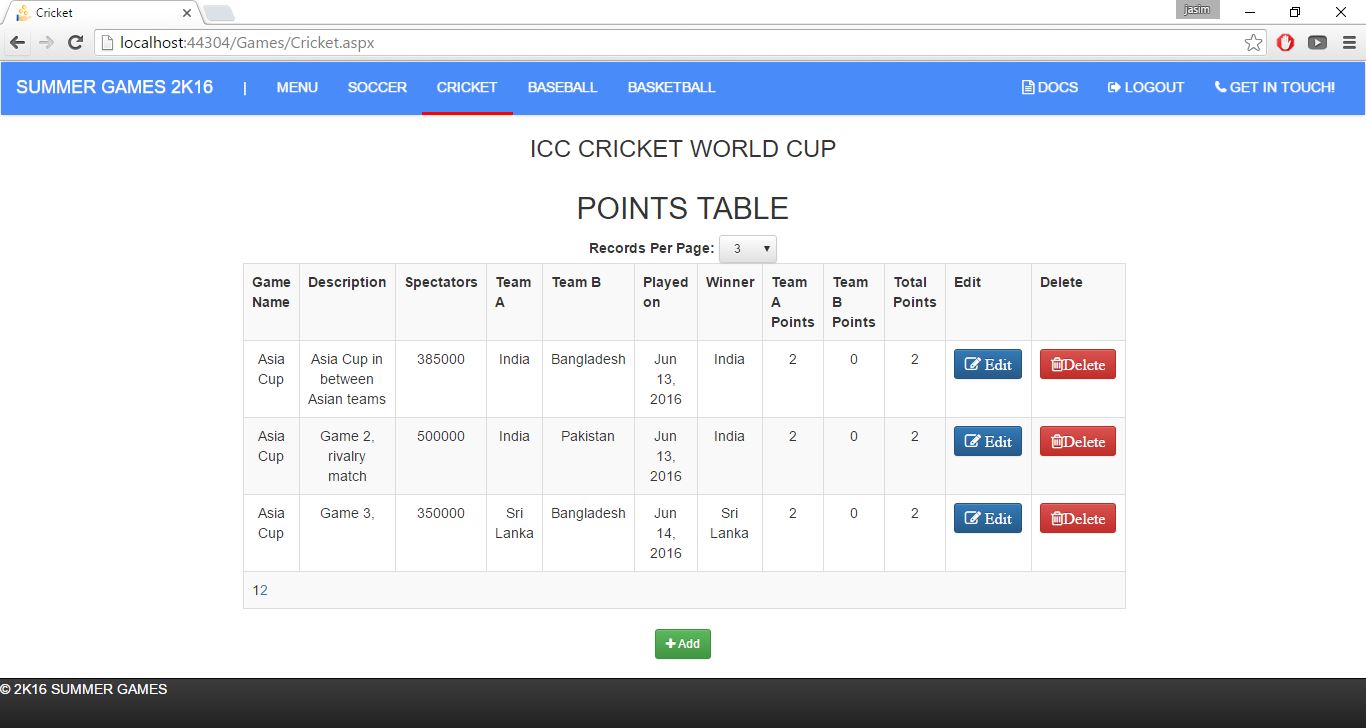 Cricket
jasim
localhost:44304/Games/Cricket.aspx
SUMMER GAMES 2K16 | MENU SOCCER CRICKET BASEBALL BASKETBALL DOCS LOGOUT GET IN TOUCH!
ICC CRICKET WORLD CUP
POINTS TABLE
Records Per Page: 3
Game Name Description Spectators Team A Team B Played on Winner Team A Points Team B Points Total Points Edit Delete
Asia Cup Asia Cup in between Asian teams 385000 India Bangladesh Jun 13, 2016 India 2 0 2 Edit Delete
Asia Cup Game 2, rivalry match 500000 India Pakistan Jun 13, 2016 India 2 0 2 Edit Delete
Asia Cup Game 3, 350000 Sri Lanka Bangladesh Jun 14, 2016 Sri Lanka 2 0 2 Edit Delete
12
Add
© 2K16 SUMMER GAMES